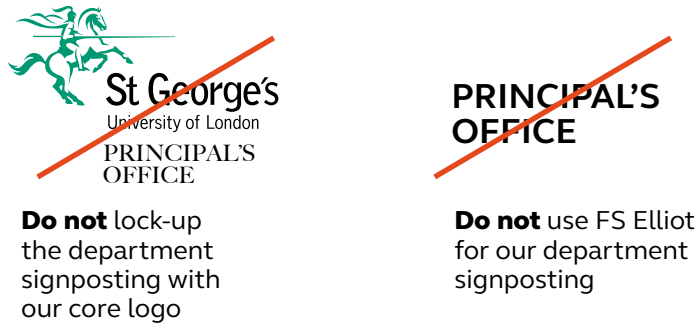 St George's
University of London
PRINCIPAL'S
OFFICE
Do not lock-up
the department
signposting with
our core logo
PRINCIPAL’S
OFFICE
Do not use FS Elliot
for our department
signposting